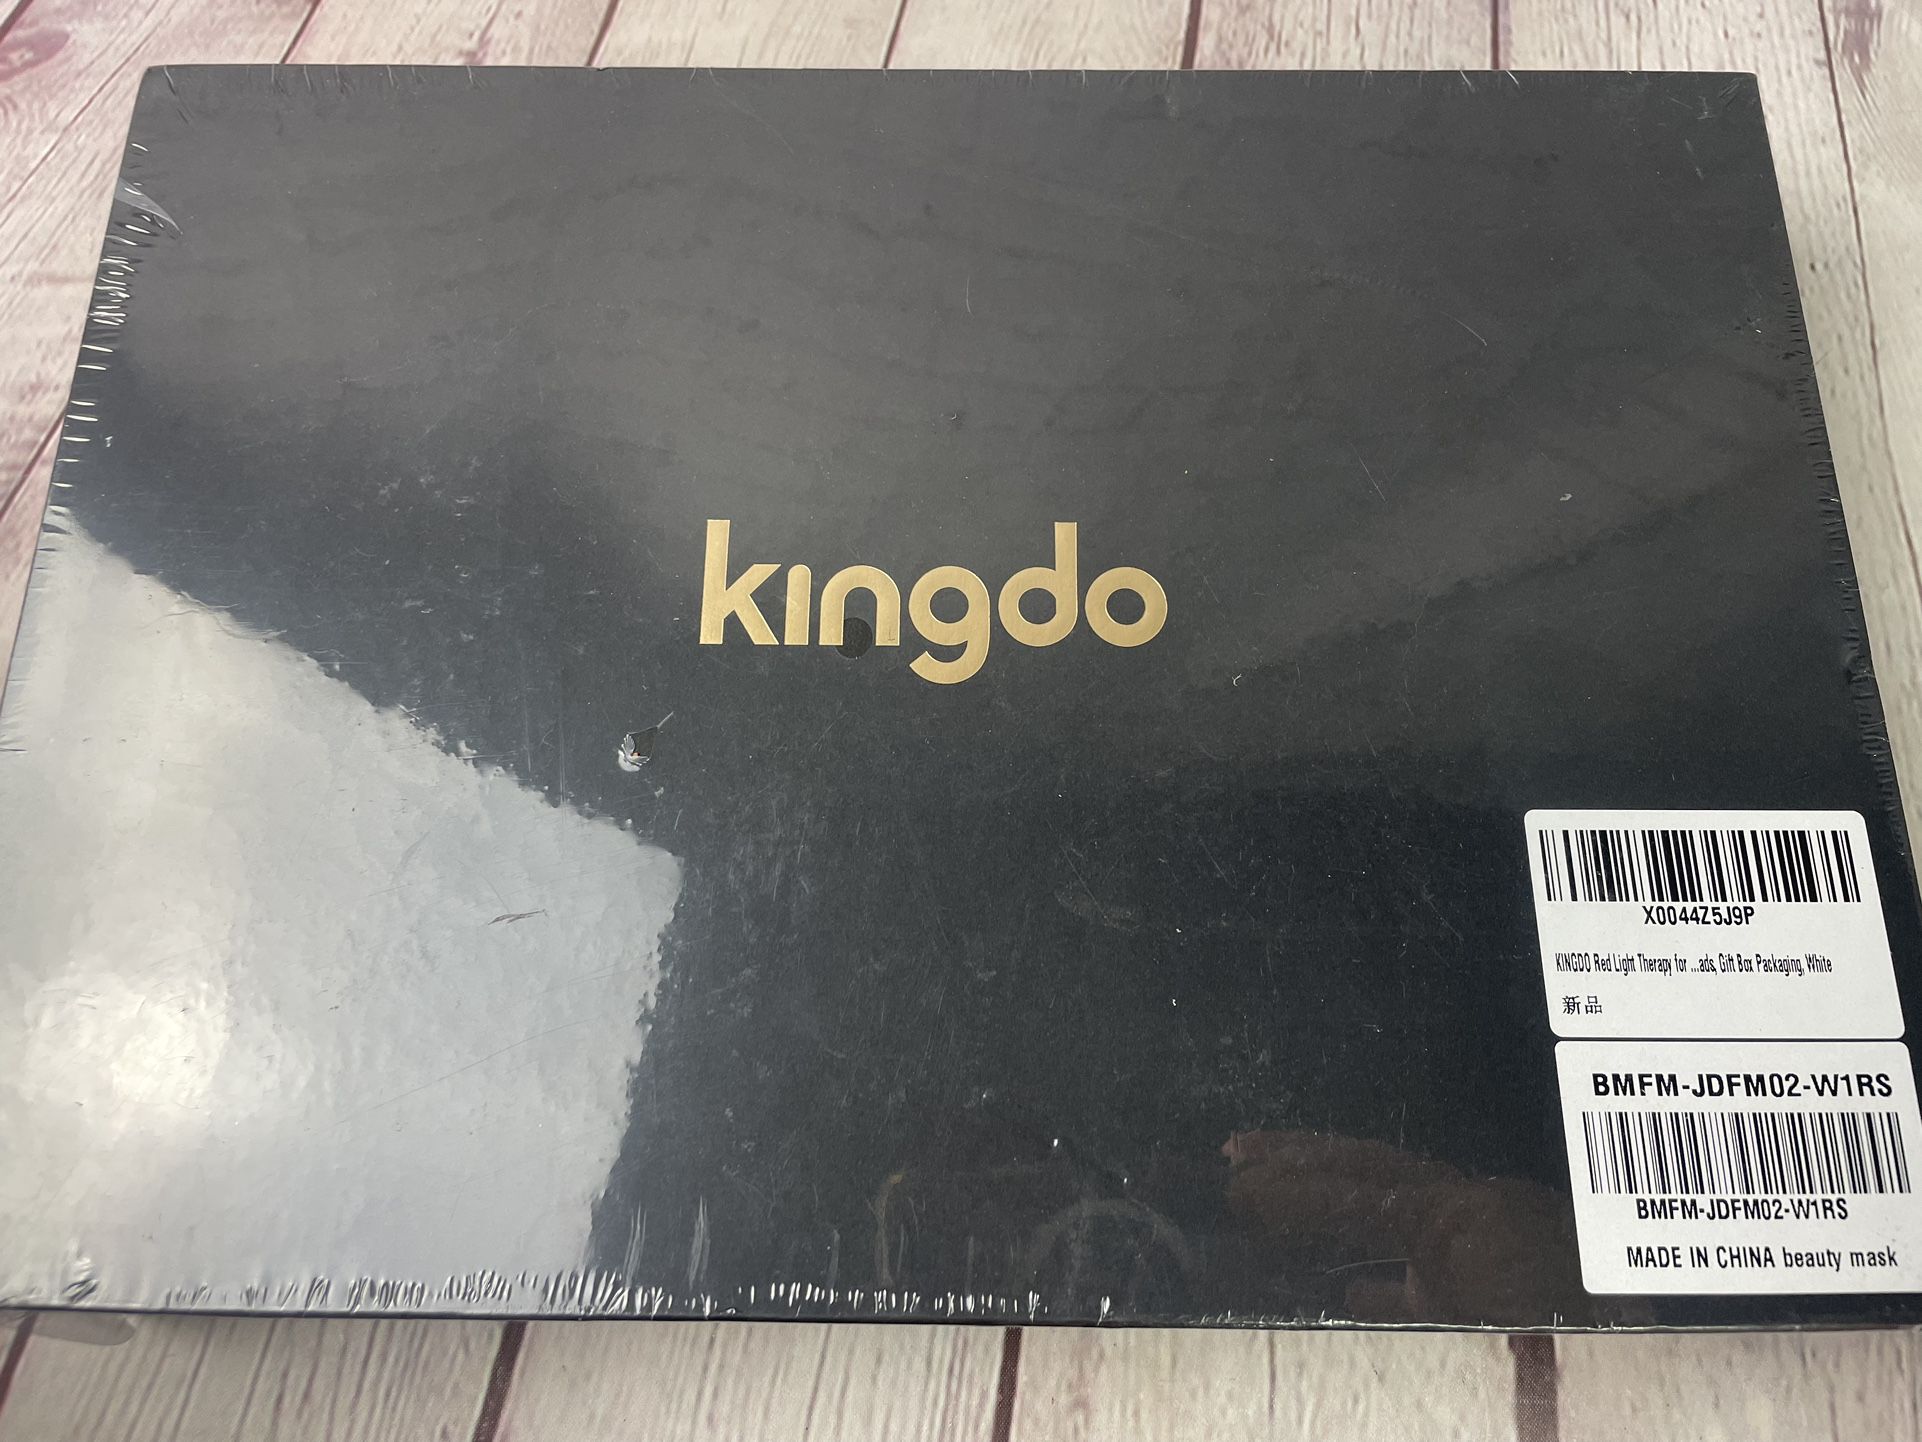 kingdo
X0044Z5J9P
KINGDO Red Light Therapy for ...ads, Gift Box Packaging, White
新品
BMFM-JDFM02-W1RS
BMFM-JDFM02-W1RS
MADE IN CHINA beauty mask